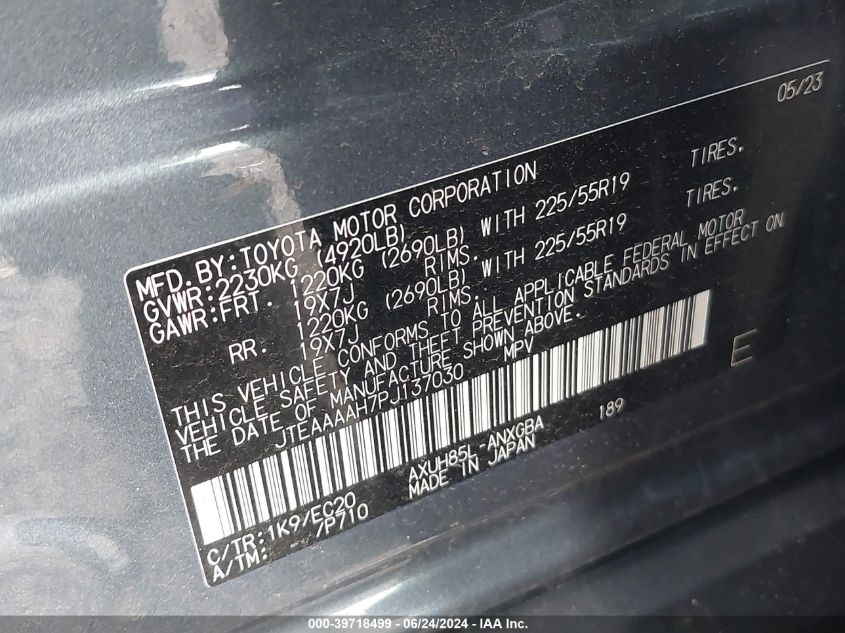 05/23
MFD.BY:TOYOTA MOTOR CORPORATION
GVWR:2230KG (4920LB)
GAWR:FRT. 1220KG (2690LB) WITH 225/55R19 TIRES.
19X7J RIMS.
RR. 1220KG (2690LB) WITH 225/55R19 TIRES.
19X7J RIMS.
THIS VEHICLE CONFORMS TO ALL APPLICABLE FEDERAL MOTOR
VEHICLE SAFETY AND THEFT PREVENTION STANDARDS IN EFFECT ON
THE DATE OF MANUFACTURE SHOWN ABOVE.
JTEAAAAH7PJ137030 MPV
E
189
AXUH85L-ANXGBA
MADE IN JAPAN
C/TR:1K9/EC20
A/TM: -/P710
000-39718499 - 06/24/2024 - IAA Inc.